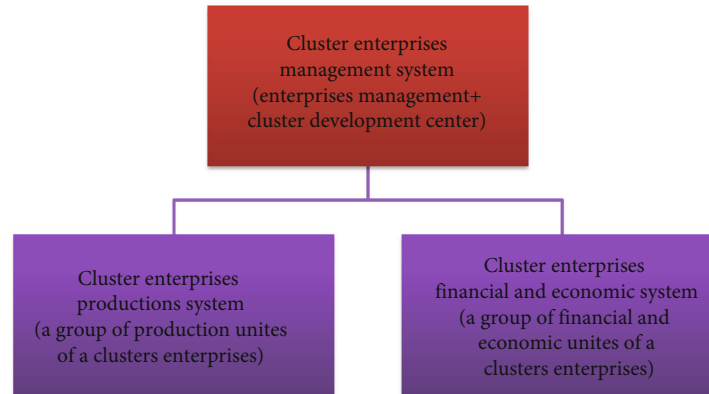 Cluster enterprises
management system
(enterprises management+
cluster development center)
Cluster enterprises
productions system
(a group of production unites
of a clusters enterprises)
Cluster enterprises
financial and economic system
(a group of financial and
economic unites of a
clusters enterprises)